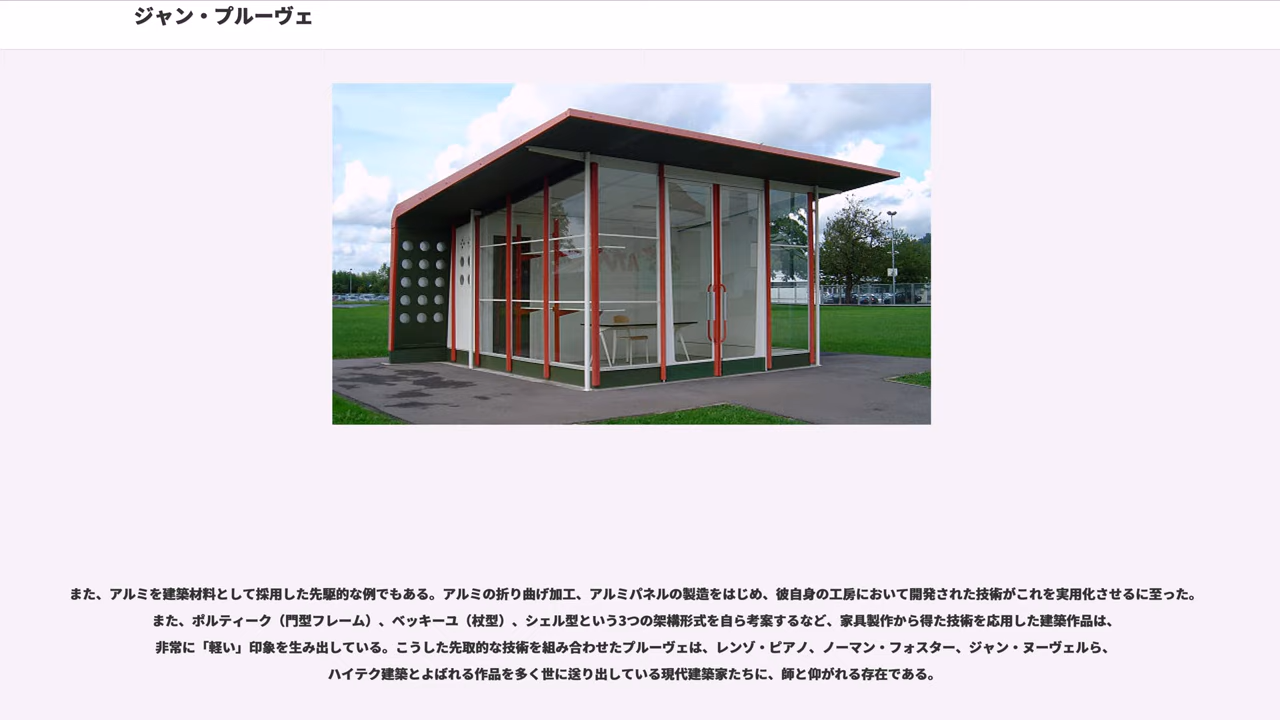 ジャン・プルーヴェ
また、アルミを建築材料として採用した先駆的な例でもある。アルミの折り曲げ加工、アルミパネルの製造をはじめ、彼自身の工房において開発された技術がこれを実用化させるに至った。
また、ポルティーク（門型フレーム）、ベッキーユ（杖型）、シェル型という3つの架構形式を自ら考案するなど、家具製作から得た技術を応用した建築作品は、
非常に「軽い」印象を生み出している。こうした先取的な技術を組み合わせたプルーヴェは、レンゾ・ピアノ、ノーマン・フォスター、ジャン・ヌーヴェルら、
ハイテク建築とよばれる作品を多く世に送り出している現代建築家たちに、師と仰がれる存在である。